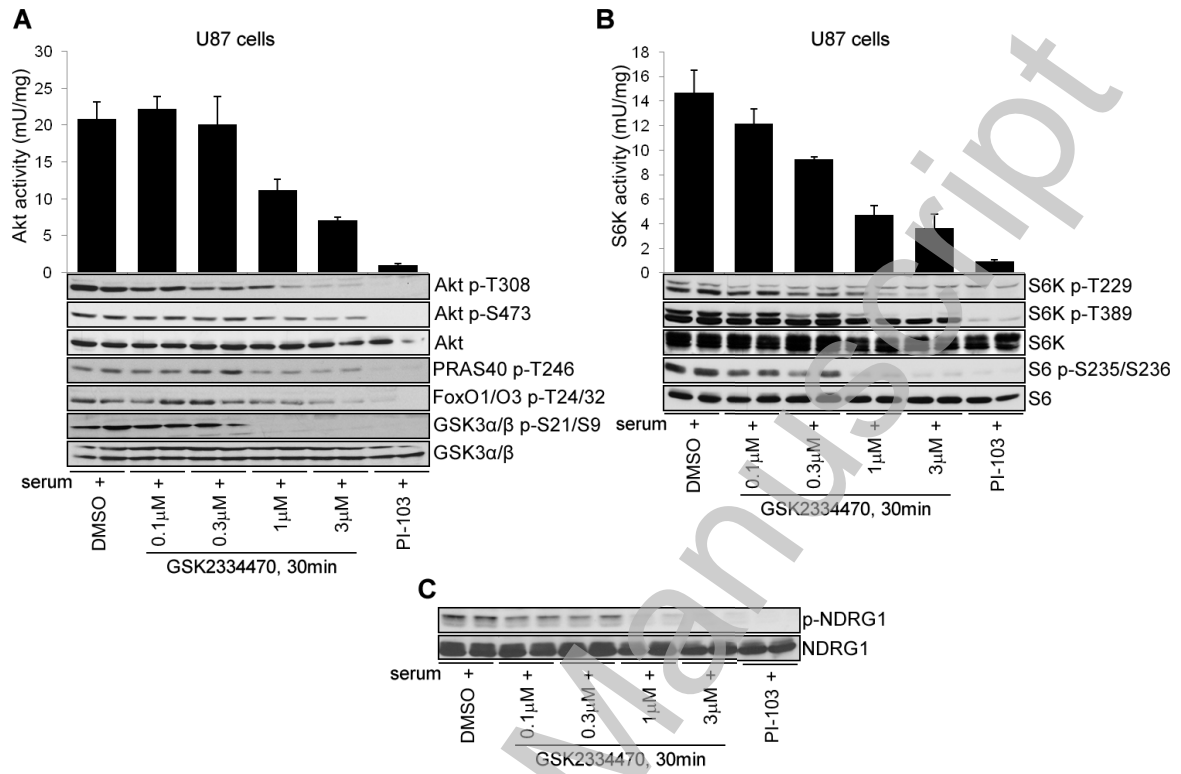 A
U87 cells
Akt activity (mU/mg)
30
25
20
15
10
5
0
Akt p-T308
Akt p-S473
Akt
PRAS40 p-T246
FoxO1/O3 p-T24/32
GSK3α/β p-S21/S9
GSK3α/β
serum + + + + + +
DMSO
0.1µM
0.3µM
1µM
3µM
PI-103
GSK2334470, 30min
B
U87 cells
S6K activity (mU/mg)
18
16
14
12
10
8
6
4
2
0
S6K p-T229
S6K p-T389
S6K
S6 p-S235/S236
S6
serum + + + + + +
DMSO
0.1µM
0.3µM
1µM
3µM
PI-103
GSK2334470, 30min
C
p-NDRG1
NDRG1
serum + + + + + +
DMSO
0.1µM
0.3µM
1µM
3µM
PI-103
GSK2334470, 30min
Manuscript